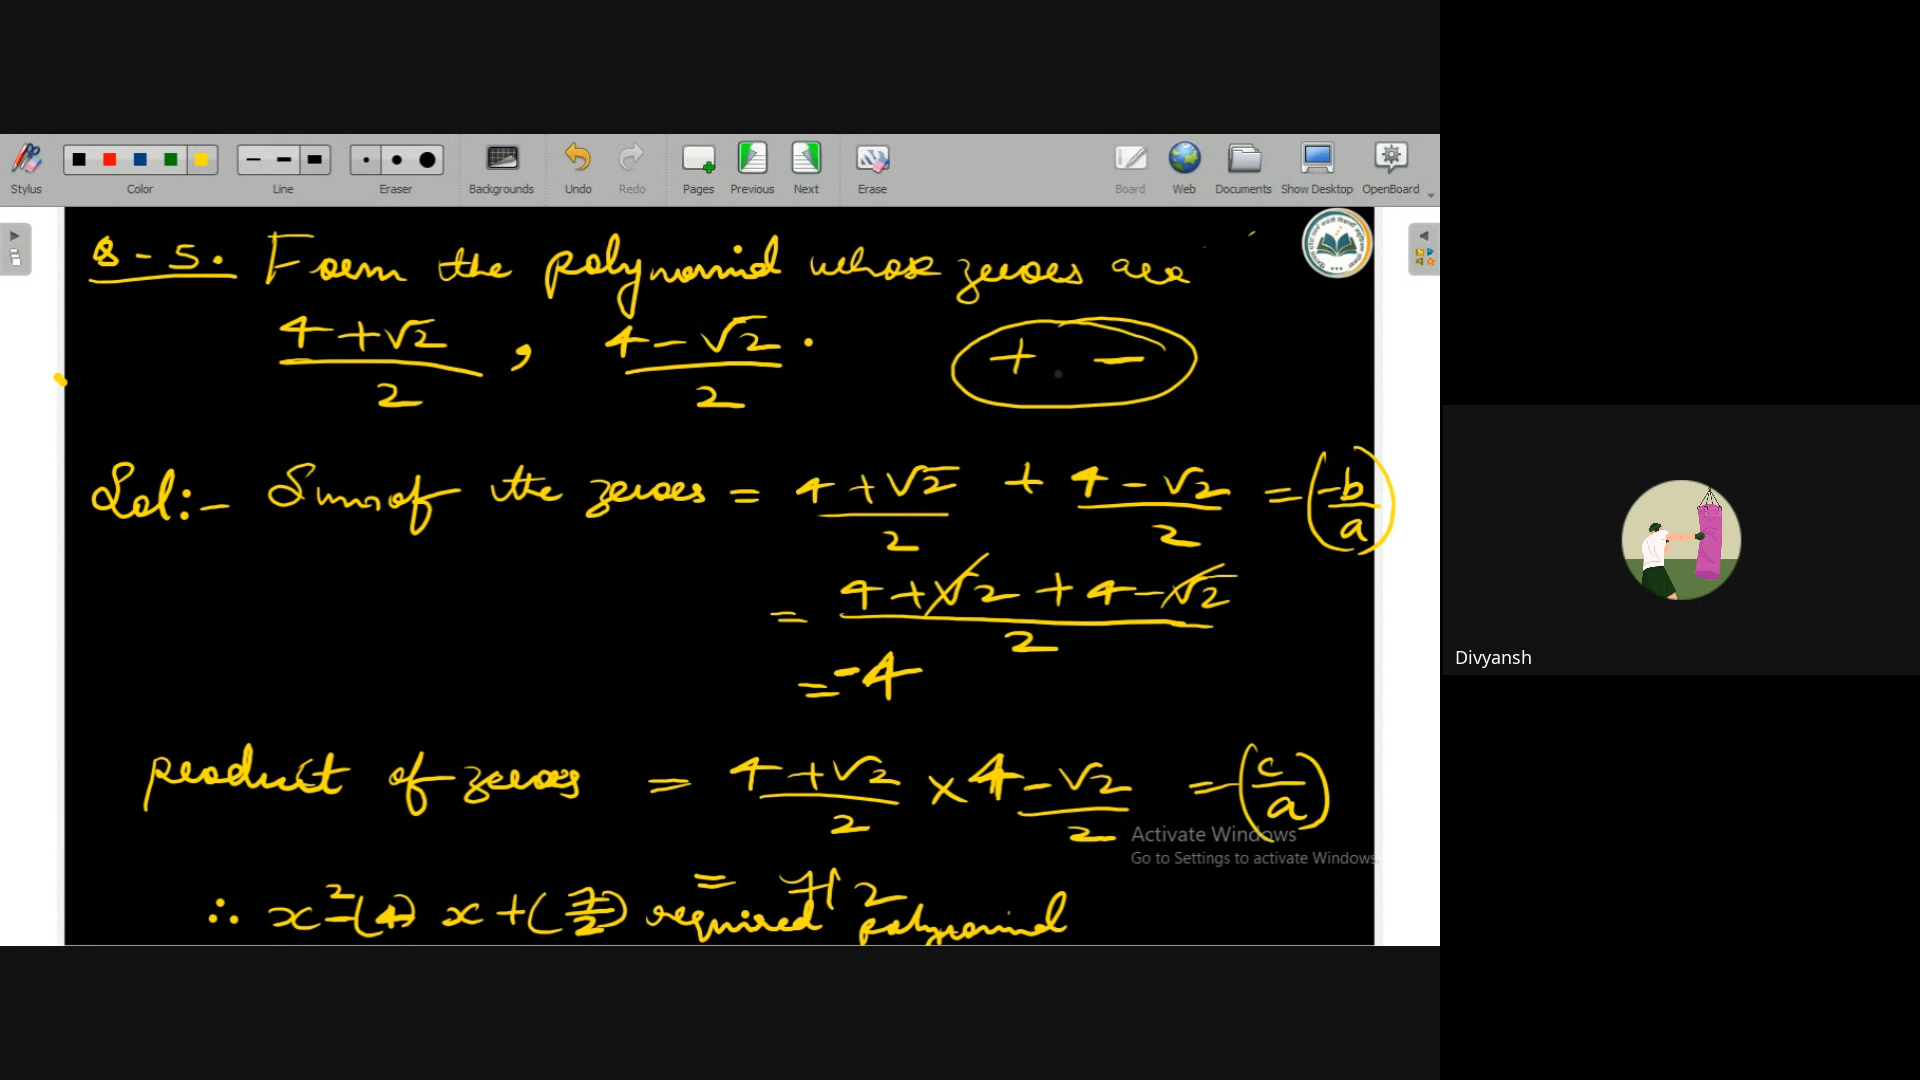 Stylus Color Line Eraser Backgrounds Undo Redo Pages Previous Next Erase Board Web Documents Show Desktop OpenBoard
Q-5. Form the polynomial whose zeroes are
4+√2/2 , 4-√2/2 . + -
Sol:- Sum of the zeroes = 4+√2/2 + 4-√2/2 = (-b/a)
= 4+√2+4-√2/2
= -4
product of zeroes = 4+√2/2 × 4-√2/2 = (c/a)
= 7/2
∴ x²-(4)x+(7/2) required polynomial
Activate Windows
Go to Settings to activate Windows.
Divyansh